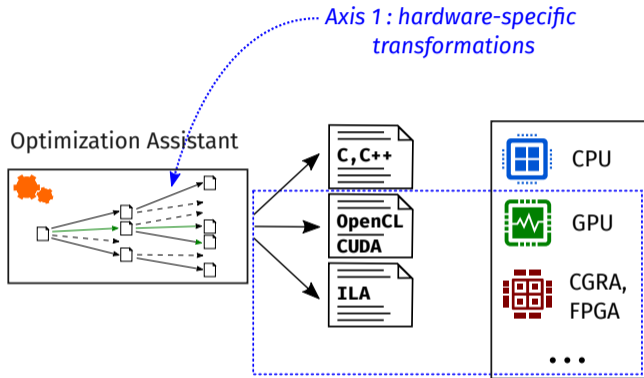 Axis 1 : hardware-specific
transformations
Optimization Assistant
C,C++
OpenCL
CUDA
ILA
CPU
GPU
CGRA,
FPGA
...